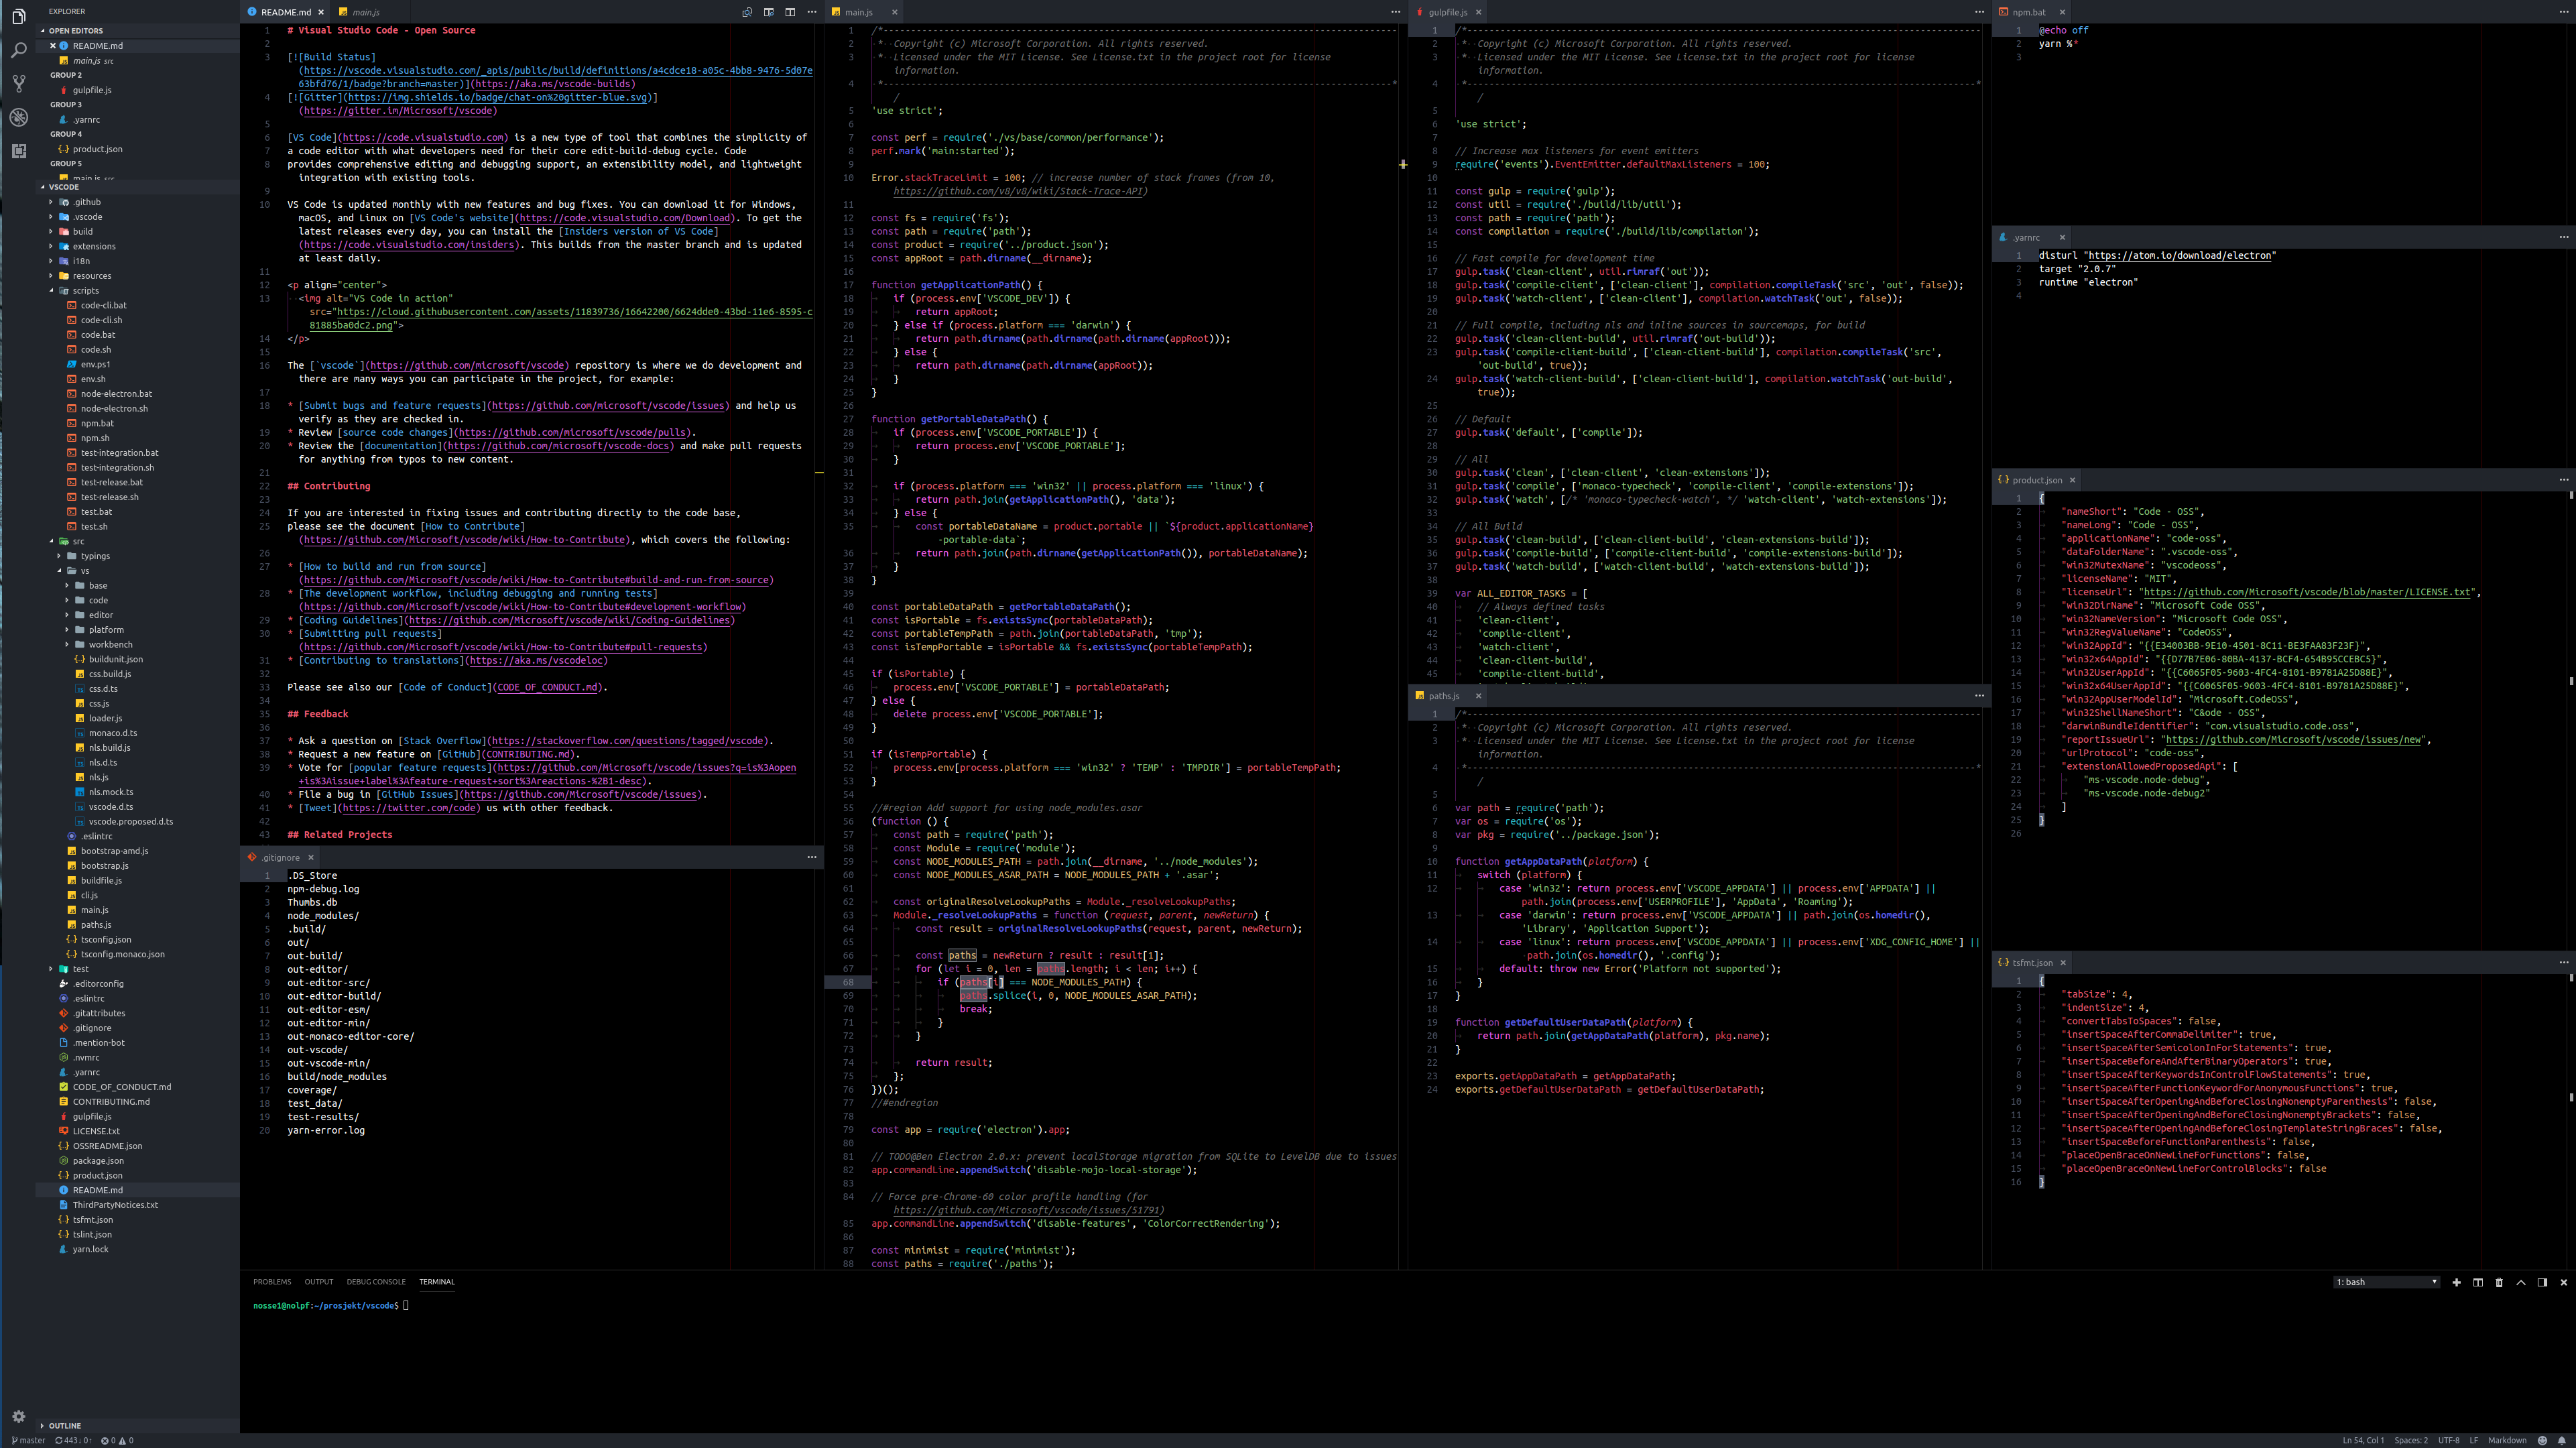 EXPLORER
OPEN EDITORS
README.md
main.js src
GROUP 2
gulpfile.js
GROUP 3
.yarnrc
GROUP 4
product.json
GROUP 5
main.js src
VSCODE
.github
.vscode
build
extensions
i18n
resources
scripts
code-cli.bat
code-cli.sh
code.bat
code.sh
env.ps1
env.sh
node-electron.bat
node-electron.sh
npm.bat
npm.sh
test-integration.bat
test-integration.sh
test-release.bat
test-release.sh
test.bat
test.sh
src
typings
vs
base
code
editor
platform
workbench
buildunit.json
css.build.js
css.d.ts
css.js
loader.js
monaco.d.ts
nls.build.js
nls.d.ts
nls.js
nls.mock.ts
vscode.d.ts
vscode.proposed.d.ts
.eslintrc
bootstrap-amd.js
bootstrap.js
buildfile.js
cli.js
main.js
paths.js
tsconfig.json
tsconfig.monaco.json
test
.editorconfig
.eslintrc
.gitattributes
.gitignore
.mention-bot
.nvmrc
.yarnrc
CODE_OF_CONDUCT.md
CONTRIBUTING.md
gulpfile.js
LICENSE.txt
OSSREADME.json
package.json
product.json
README.md
ThirdPartyNotices.txt
tsfmt.json
tslint.json
yarn.lock
OUTLINE
README.md main.js
1 # Visual Studio Code - Open Source
2
3 [![Build Status]
(https://vscode.visualstudio.com/_apis/public/build/definitions/a4cdce18-a05c-4bb8-9476-5d07e
63bfd76/1/badge?branch=master)](https://aka.ms/vscode-builds)
4 [![Gitter](https://img.shields.io/badge/chat-on%20gitter-blue.svg)]
(https://gitter.im/Microsoft/vscode)
5
6 [VS Code](https://code.visualstudio.com) is a new type of tool that combines the simplicity of
7 a code editor with what developers need for their core edit-build-debug cycle. Code
8 provides comprehensive editing and debugging support, an extensibility model, and lightweight
integration with existing tools.
9
10 VS Code is updated monthly with new features and bug fixes. You can download it for Windows,
macOS, and Linux on [VS Code's website](https://code.visualstudio.com/Download). To get the
latest releases every day, you can install the [Insiders version of VS Code]
(https://code.visualstudio.com/insiders). This builds from the master branch and is updated
at least daily.
11
12 <p align="center">
13 <img alt="VS Code in action"
src="https://cloud.githubusercontent.com/assets/11839736/16642200/6624dde0-43bd-11e6-8595-c
81885ba0dc2.png">
14 </p>
15
16 The [`vscode`](https://github.com/microsoft/vscode) repository is where we do development and
there are many ways you can participate in the project, for example:
17
18 * [Submit bugs and feature requests](https://github.com/microsoft/vscode/issues) and help us
verify as they are checked in.
19 * Review [source code changes](https://github.com/microsoft/vscode/pulls).
20 * Review the [documentation](https://github.com/microsoft/vscode-docs) and make pull requests
for anything from typos to new content.
21
22 ## Contributing
23
24 If you are interested in fixing issues and contributing directly to the code base,
25 please see the document [How to Contribute]
(https://github.com/Microsoft/vscode/wiki/How-to-Contribute), which covers the following:
26
27 * [How to build and run from source]
(https://github.com/Microsoft/vscode/wiki/How-to-Contribute#build-and-run-from-source)
28 * [The development workflow, including debugging and running tests]
(https://github.com/Microsoft/vscode/wiki/How-to-Contribute#development-workflow)
29 * [Coding Guidelines](https://github.com/Microsoft/vscode/wiki/Coding-Guidelines)
30 * [Submitting pull requests]
(https://github.com/Microsoft/vscode/wiki/How-to-Contribute#pull-requests)
31 * [Contributing to translations](https://aka.ms/vscodeloc)
32
33 Please see also our [Code of Conduct](CODE_OF_CONDUCT.md).
34
35 ## Feedback
36
37 * Ask a question on [Stack Overflow](https://stackoverflow.com/questions/tagged/vscode).
38 * Request a new feature on [GitHub](CONTRIBUTING.md).
39 * Vote for [popular feature requests](https://github.com/Microsoft/vscode/issues?q=is%3Aopen
+is%3Aissue+label%3Afeature-request+sort%3Areactions-%2B1-desc).
40 * File a bug in [GitHub Issues](https://github.com/Microsoft/vscode/issues).
41 * [Tweet](https://twitter.com/code) us with other feedback.
42
43 ## Related Projects
.gitignore
1 .DS_Store
2 npm-debug.log
3 Thumbs.db
4 node_modules/
5 .build/
6 out/
7 out-build/
8 out-editor/
9 out-editor-src/
10 out-editor-build/
11 out-editor-esm/
12 out-editor-min/
13 out-monaco-editor-core/
14 out-vscode/
15 out-vscode-min/
16 build/node_modules
17 coverage/
18 test_data/
19 test-results/
20 yarn-error.log
main.js
1 /*---------------------------------------------------------------------------------------------
2 * Copyright (c) Microsoft Corporation. All rights reserved.
3 * Licensed under the MIT License. See License.txt in the project root for license
information.
4 *--------------------------------------------------------------------------------------------*
/
5 'use strict';
6
7 const perf = require('./vs/base/common/performance');
8 perf.mark('main:started');
9
10 Error.stackTraceLimit = 100; // increase number of stack frames (from 10,
https://github.com/v8/v8/wiki/Stack-Trace-API)
11
12 const fs = require('fs');
13 const path = require('path');
14 const product = require('../product.json');
15 const appRoot = path.dirname(__dirname);
16
17 function getApplicationPath() {
18 if (process.env['VSCODE_DEV']) {
19 return appRoot;
20 } else if (process.platform === 'darwin') {
21 return path.dirname(path.dirname(path.dirname(appRoot)));
22 } else {
23 return path.dirname(path.dirname(appRoot));
24 }
25 }
26
27 function getPortableDataPath() {
28 if (process.env['VSCODE_PORTABLE']) {
29 return process.env['VSCODE_PORTABLE'];
30 }
31
32 if (process.platform === 'win32' || process.platform === 'linux') {
33 return path.join(getApplicationPath(), 'data');
34 } else {
35 const portableDataName = product.portable || `${product.applicationName}
-portable-data`;
36 return path.join(path.dirname(getApplicationPath()), portableDataName);
37 }
38 }
39
40 const portableDataPath = getPortableDataPath();
41 const isPortable = fs.existsSync(portableDataPath);
42 const portableTempPath = path.join(portableDataPath, 'tmp');
43 const isTempPortable = isPortable && fs.existsSync(portableTempPath);
44
45 if (isPortable) {
46 process.env['VSCODE_PORTABLE'] = portableDataPath;
47 } else {
48 delete process.env['VSCODE_PORTABLE'];
49 }
50
51 if (isTempPortable) {
52 process.env[process.platform === 'win32' ? 'TEMP' : 'TMPDIR'] = portableTempPath;
53 }
54
55 //#region Add support for using node_modules.asar
56 (function () {
57 const path = require('path');
58 const Module = require('module');
59 const NODE_MODULES_PATH = path.join(__dirname, '../node_modules');
60 const NODE_MODULES_ASAR_PATH = NODE_MODULES_PATH + '.asar';
61
62 const originalResolveLookupPaths = Module._resolveLookupPaths;
63 Module._resolveLookupPaths = function (request, parent, newReturn) {
64 const result = originalResolveLookupPaths(request, parent, newReturn);
65
66 const paths = newReturn ? result : result[1];
67 for (let i = 0, len = paths.length; i < len; i++) {
68 if (paths[i] === NODE_MODULES_PATH) {
69 paths.splice(i, 0, NODE_MODULES_ASAR_PATH);
70 break;
71 }
72 }
73
74 return result;
75 };
76 })();
77 //#endregion
78
79 const app = require('electron').app;
80
81 // TODO@Ben Electron 2.0.x: prevent localStorage migration from SQLite to LevelDB due to issues
82 app.commandLine.appendSwitch('disable-mojo-local-storage');
83
84 // Force pre-Chrome-60 color profile handling (for
https://github.com/Microsoft/vscode/issues/51791)
85 app.commandLine.appendSwitch('disable-features', 'ColorCorrectRendering');
86
87 const minimist = require('minimist');
88 const paths = require('./paths');
gulpfile.js
1 /*---------------------------------------------------------------------------------------------
2 * Copyright (c) Microsoft Corporation. All rights reserved.
3 * Licensed under the MIT License. See License.txt in the project root for license
information.
4 *--------------------------------------------------------------------------------------------*
/
5
6 'use strict';
7
8 // Increase max listeners for event emitters
9 require('events').EventEmitter.defaultMaxListeners = 100;
10
11 const gulp = require('gulp');
12 const util = require('./build/lib/util');
13 const path = require('path');
14 const compilation = require('./build/lib/compilation');
15
16 // Fast compile for development time
17 gulp.task('clean-client', util.rimraf('out'));
18 gulp.task('compile-client', ['clean-client'], compilation.compileTask('src', 'out', false));
19 gulp.task('watch-client', ['clean-client'], compilation.watchTask('out', false));
20
21 // Full compile, including nls and inline sources in sourcemaps, for build
22 gulp.task('clean-client-build', util.rimraf('out-build'));
23 gulp.task('compile-client-build', ['clean-client-build'], compilation.compileTask('src',
'out-build', true));
24 gulp.task('watch-client-build', ['clean-client-build'], compilation.watchTask('out-build',
true));
25
26 // Default
27 gulp.task('default', ['compile']);
28
29 // All
30 gulp.task('clean', ['clean-client', 'clean-extensions']);
31 gulp.task('compile', ['monaco-typecheck', 'compile-client', 'compile-extensions']);
32 gulp.task('watch', [/* 'monaco-typecheck-watch', */ 'watch-client', 'watch-extensions']);
33
34 // All Build
35 gulp.task('clean-build', ['clean-client-build', 'clean-extensions-build']);
36 gulp.task('compile-build', ['compile-client-build', 'compile-extensions-build']);
37 gulp.task('watch-build', ['watch-client-build', 'watch-extensions-build']);
38
39 var ALL_EDITOR_TASKS = [
40 // Always defined tasks
41 'clean-client',
42 'compile-client',
43 'watch-client',
44 'clean-client-build',
45 'compile-client-build',
paths.js
1 /*---------------------------------------------------------------------------------------------
2 * Copyright (c) Microsoft Corporation. All rights reserved.
3 * Licensed under the MIT License. See License.txt in the project root for license
information.
4 *--------------------------------------------------------------------------------------------*
/
5
6 var path = require('path');
7 var os = require('os');
8 var pkg = require('../package.json');
9
10 function getAppDataPath(platform) {
11 switch (platform) {
12 case 'win32': return process.env['VSCODE_APPDATA'] || process.env['APPDATA'] ||
path.join(process.env['USERPROFILE'], 'AppData', 'Roaming');
13 case 'darwin': return process.env['VSCODE_APPDATA'] || path.join(os.homedir(),
'Library', 'Application Support');
14 case 'linux': return process.env['VSCODE_APPDATA'] || process.env['XDG_CONFIG_HOME'] ||
path.join(os.homedir(), '.config');
15 default: throw new Error('Platform not supported');
16 }
17 }
18
19 function getDefaultUserDataPath(platform) {
20 return path.join(getAppDataPath(platform), pkg.name);
21 }
22
23 exports.getAppDataPath = getAppDataPath;
24 exports.getDefaultUserDataPath = getDefaultUserDataPath;
npm.bat
1 @echo off
2 yarn %*
3
.yarnrc
1 disturl "https://atom.io/download/electron"
2 target "2.0.7"
3 runtime "electron"
4
product.json
1 {
2 "nameShort": "Code - OSS",
3 "nameLong": "Code - OSS",
4 "applicationName": "code-oss",
5 "dataFolderName": ".vscode-oss",
6 "win32MutexName": "vscodeoss",
7 "licenseName": "MIT",
8 "licenseUrl": "https://github.com/Microsoft/vscode/blob/master/LICENSE.txt",
9 "win32DirName": "Microsoft Code OSS",
10 "win32NameVersion": "Microsoft Code OSS",
11 "win32RegValueName": "CodeOSS",
12 "win32AppId": "{{E34003BB-9E10-4501-8C11-BE3FAA83F23F}",
13 "win32x64AppId": "{{D77B7E06-80BA-4137-BCF4-654B95CCEBC5}",
14 "win32UserAppId": "{{C6065F05-9603-4FC4-8101-B9781A25D88E}",
15 "win32x64UserAppId": "{{C6065F05-9603-4FC4-8101-B9781A25D88E}",
16 "win32AppUserModelId": "Microsoft.CodeOSS",
17 "win32ShellNameShort": "C&ode - OSS",
18 "darwinBundleIdentifier": "com.visualstudio.code.oss",
19 "reportIssueUrl": "https://github.com/Microsoft/vscode/issues/new",
20 "urlProtocol": "code-oss",
21 "extensionAllowedProposedApi": [
22 "ms-vscode.node-debug",
23 "ms-vscode.node-debug2"
24 ]
25 }
26
tsfmt.json
1 {
2 "tabSize": 4,
3 "indentSize": 4,
4 "convertTabsToSpaces": false,
5 "insertSpaceAfterCommaDelimiter": true,
6 "insertSpaceAfterSemicolonInForStatements": true,
7 "insertSpaceBeforeAndAfterBinaryOperators": true,
8 "insertSpaceAfterKeywordsInControlFlowStatements": true,
9 "insertSpaceAfterFunctionKeywordForAnonymousFunctions": true,
10 "insertSpaceAfterOpeningAndBeforeClosingNonemptyParenthesis": false,
11 "insertSpaceAfterOpeningAndBeforeClosingNonemptyBrackets": false,
12 "insertSpaceAfterOpeningAndBeforeClosingTemplateStringBraces": false,
13 "insertSpaceBeforeFunctionParenthesis": false,
14 "placeOpenBraceOnNewLineForFunctions": false,
15 "placeOpenBraceOnNewLineForControlBlocks": false
16 }
PROBLEMS OUTPUT DEBUG CONSOLE TERMINAL 1: bash
nosse1@nolpf:~/prosjekt/vscode$
master 443↓ 0↑ 0 0 Ln 54, Col 1 Spaces: 2 UTF-8 LF Markdown